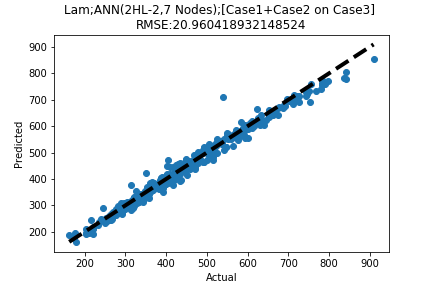 Lam;ANN(2HL-2,7 Nodes);[Case1+Case2 on Case3]
RMSE:20.960418932148524
900
800
700
600
500
400
300
200
Predicted
200 300 400 500 600 700 800 900
Actual